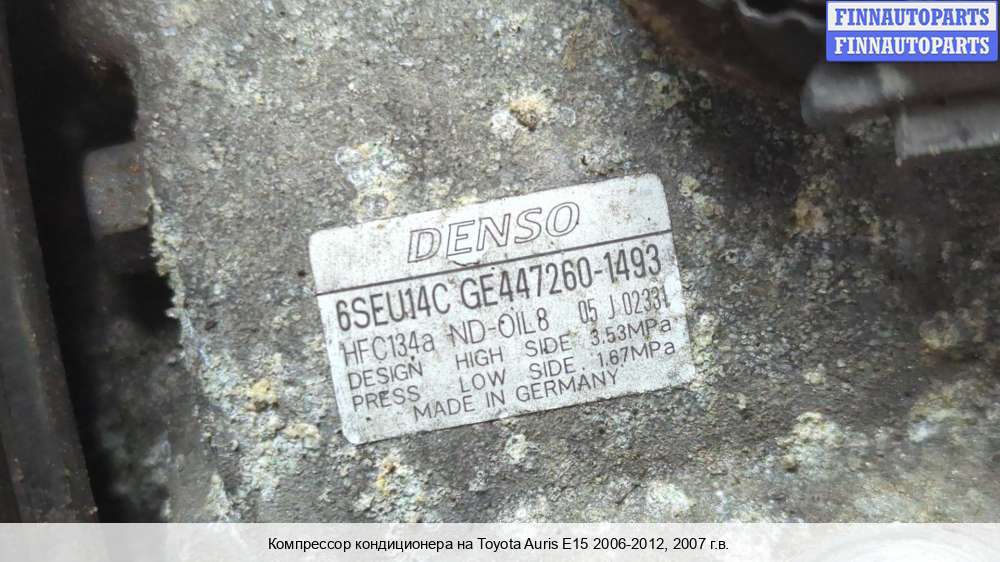 FINNAUTOPARTS
FINNAUTOPARTS
DENSO
6SEU14C GE447260-1493
HFC134a ND-OIL8 05 J 02331
DESIGN HIGH SIDE 3.53MPa
PRESS LOW SIDE 1.67MPa
MADE IN GERMANY
Компрессор кондиционера на Toyota Auris E15 2006-2012, 2007 г.в.